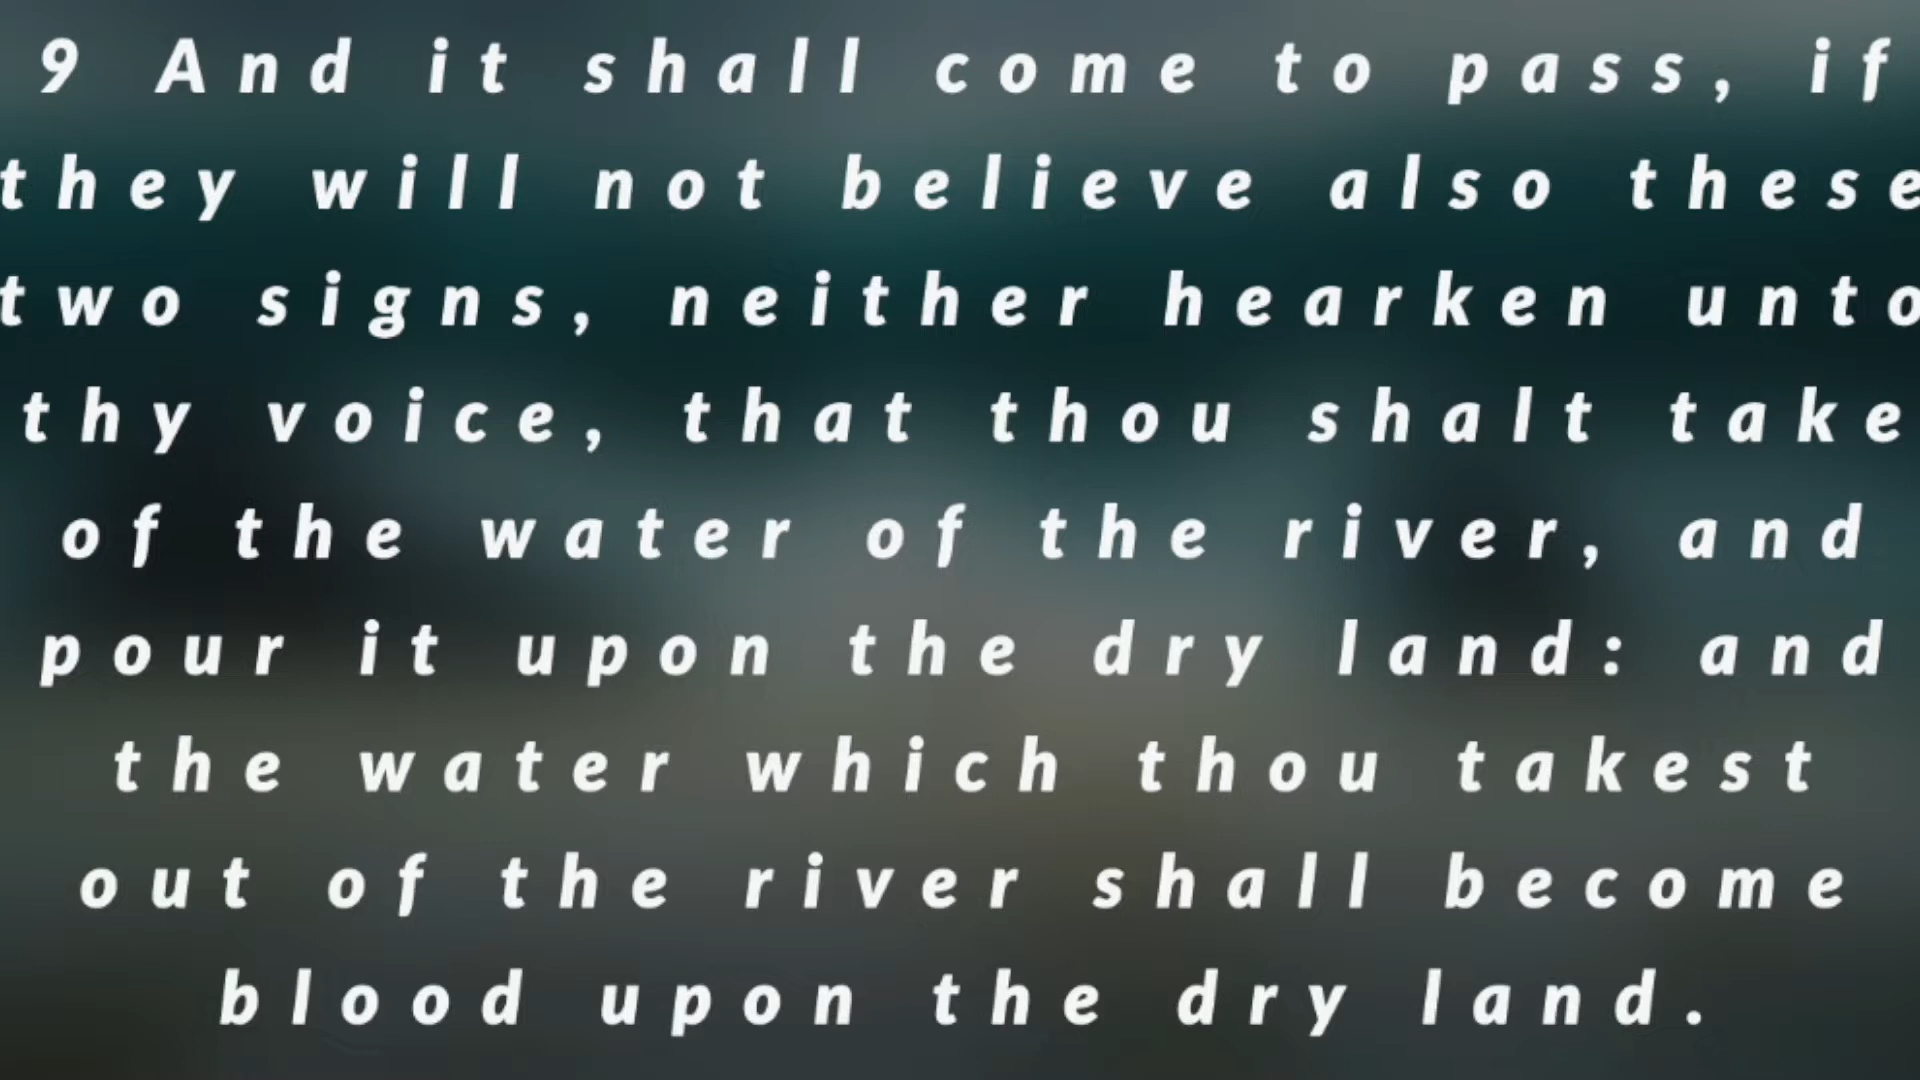 9 And it shall come to pass, if
they will not believe also these
two signs, neither hearken unto
thy voice, that thou shalt take
of the water of the river, and
pour it upon the dry land: and
the water which thou takest
out of the river shall become
blood upon the dry land.